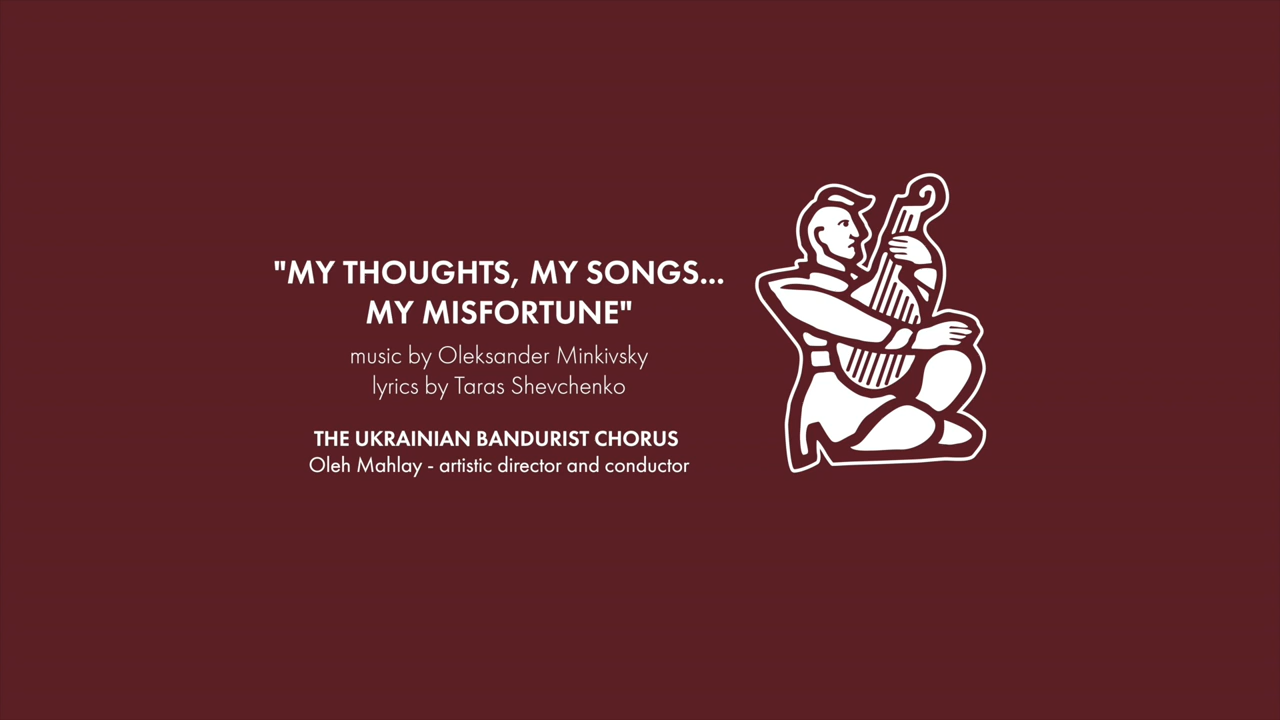 "MY THOUGHTS, MY SONGS...
MY MISFORTUNE"
music by Oleksander Minkivsky
lyrics by Taras Shevchenko
THE UKRAINIAN BANDURIST CHORUS
Oleh Mahlay - artistic director and conductor